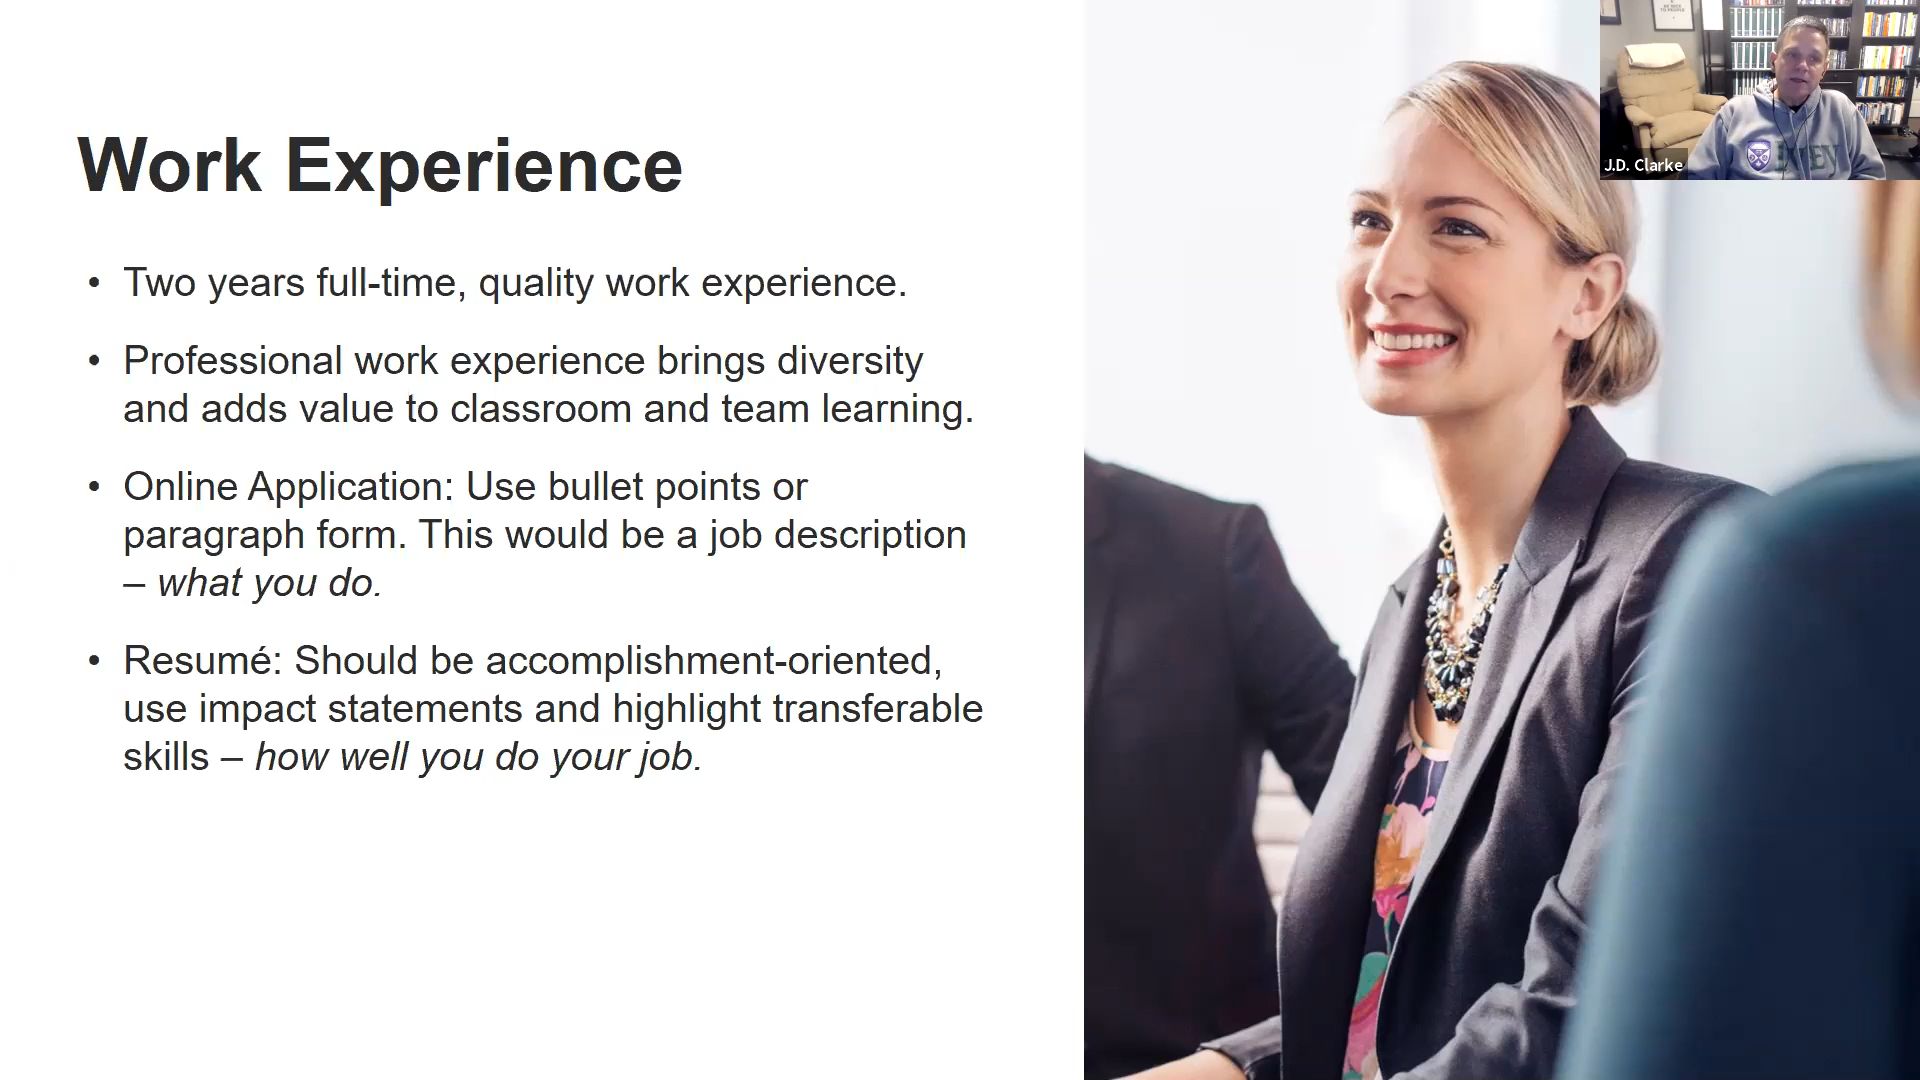 Work Experience
• Two years full-time, quality work experience.
• Professional work experience brings diversity
and adds value to classroom and team learning.
• Online Application: Use bullet points or
paragraph form. This would be a job description
– what you do.
• Resumé: Should be accomplishment-oriented,
use impact statements and highlight transferable
skills – how well you do your job.
J.D. Clarke